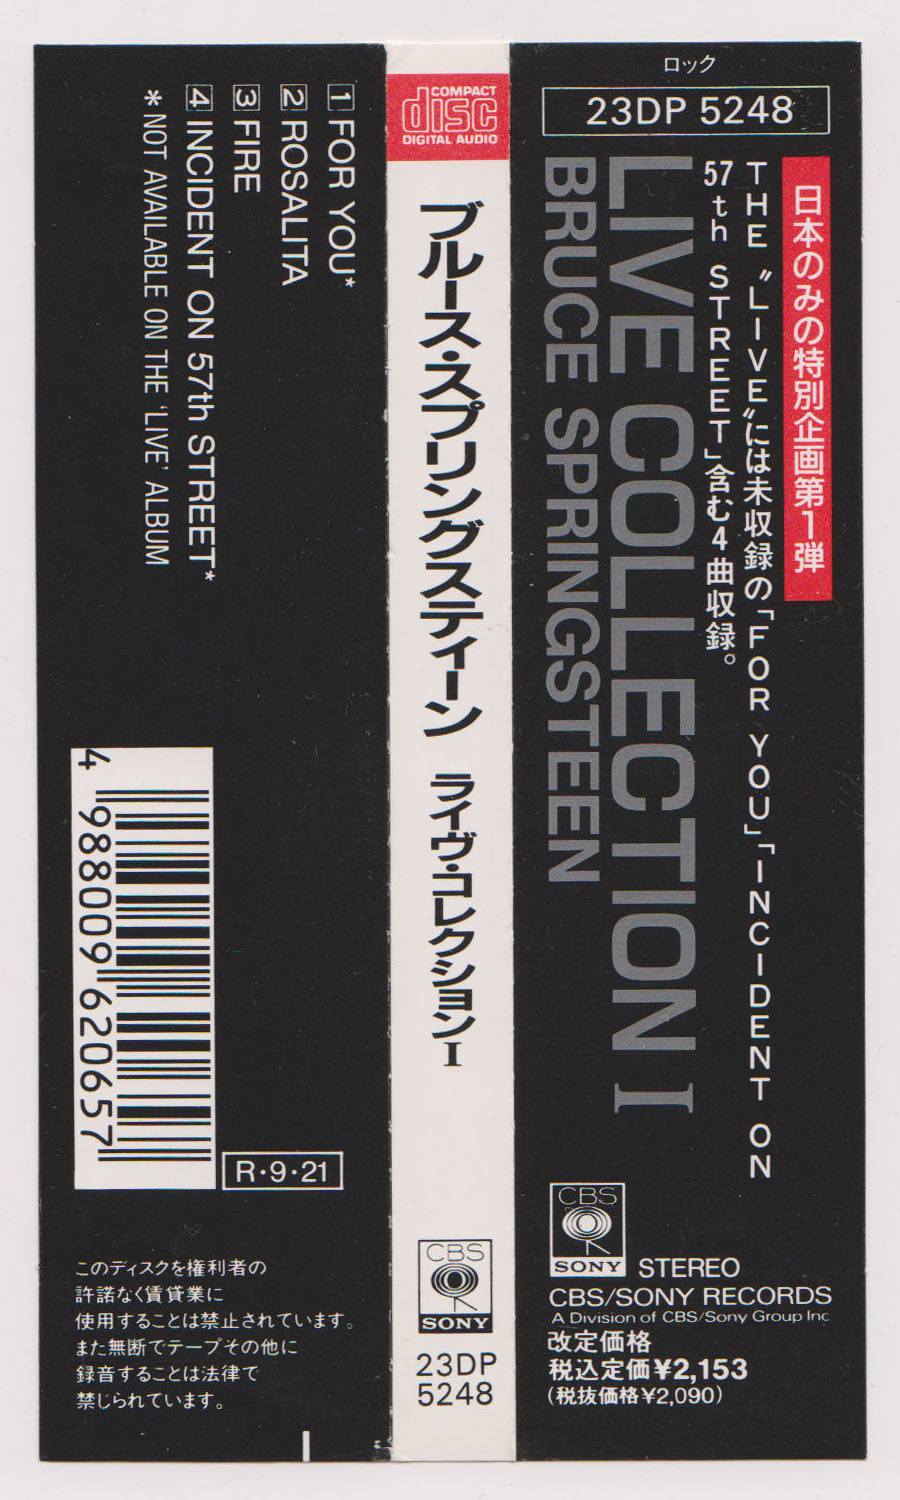 ロック
23DP 5248
日本のみの特別企画第1弾
THE〝LIVE〟には未収録の「FOR YOU」「INCIDENT ON
57th STREET」含む4曲収録。
LIVE COLLECTION I
BRUCE SPRINGSTEEN
CBS
SONY
STEREO
CBS/SONY RECORDS
A Division of CBS/Sony Group Inc
改定価格
税込定価¥2,153
(税抜価格¥2,090)
COMPACT
disc
DIGITAL AUDIO
ブルース・スプリングスティーン ライヴ・コレクションI
CBS
SONY
23DP
5248
1 FOR YOU*
2 ROSALITA
3 FIRE
4 INCIDENT ON 57th STREET*
* NOT AVAILABLE ON THE 'LIVE' ALBUM
4 988009 620657
R・9・21
このディスクを権利者の
許諾なく賃貸業に
使用することは禁止されています。
また無断でテープその他に
録音することは法律で
禁じられています。